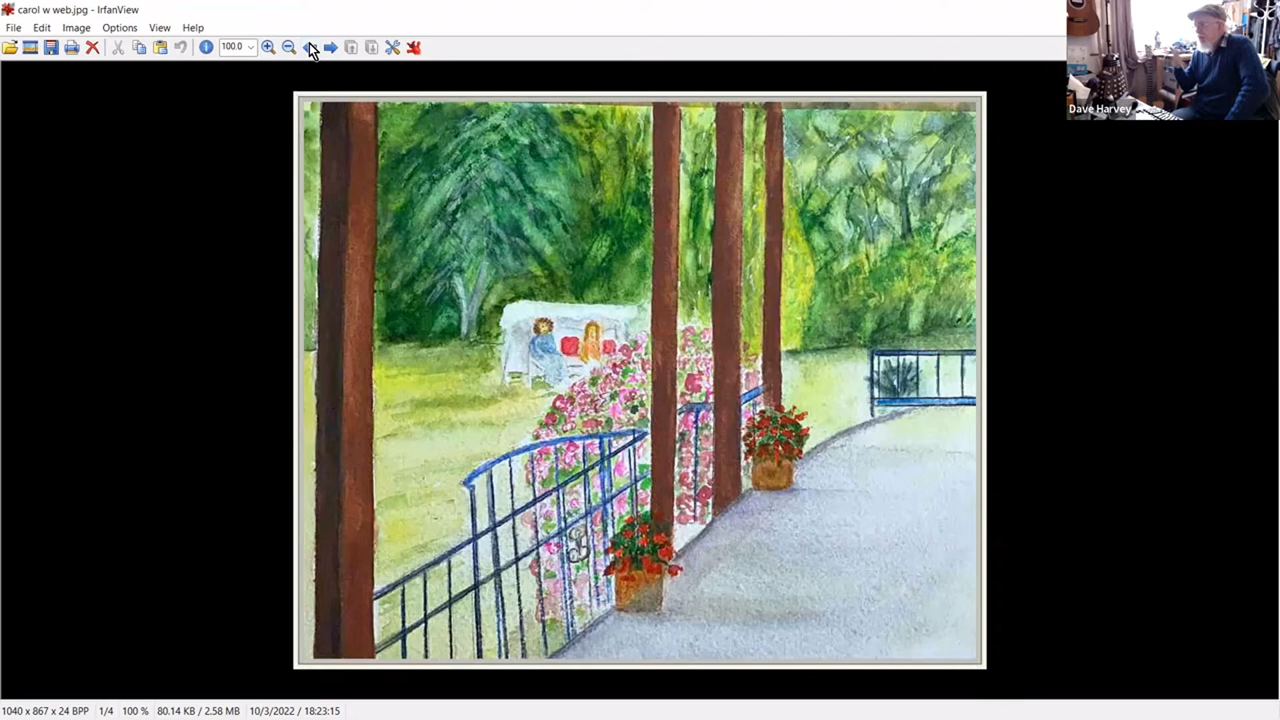 carol w web.jpg - IrfanView
File Edit Image Options View Help
100.0
Dave Harvey
1040 x 867 x 24 BPP 1/4 100 % 80.14 KB / 2.58 MB 10/3/2022 / 18:23:15